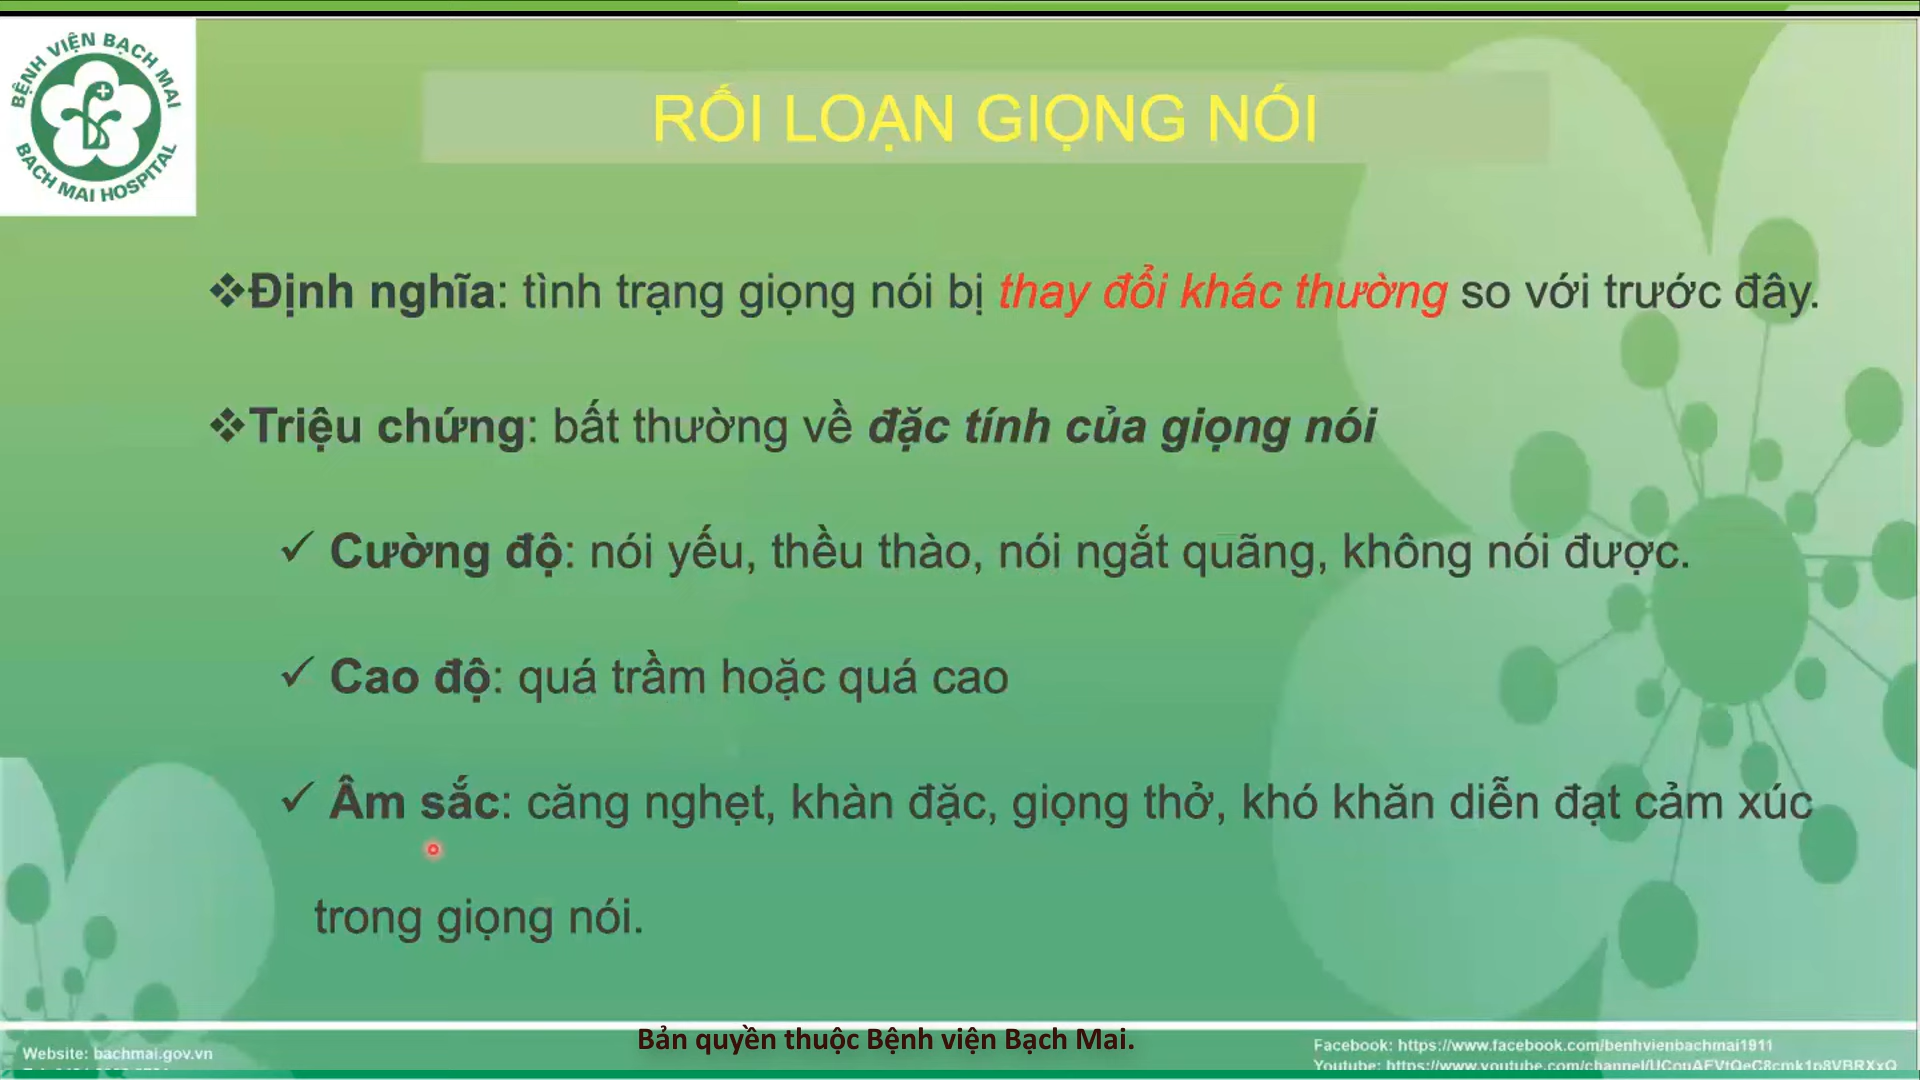 BỆNH VIỆN BẠCH MAI
BACH MAI HOSPITAL
RỐI LOẠN GIỌNG NÓI
❖Định nghĩa: tình trạng giọng nói bị thay đổi khác thường so với trước đây.
❖Triệu chứng: bất thường về đặc tính của giọng nói
✓ Cường độ: nói yếu, thều thào, nói ngắt quãng, không nói được.
✓ Cao độ: quá trầm hoặc quá cao
✓ Âm sắc: căng nghẹt, khàn đặc, giọng thở, khó khăn diễn đạt cảm xúc
trong giọng nói.
Bản quyền thuộc Bệnh viện Bạch Mai.
Website: bachmai.gov.vn
Facebook: https://www.facebook.com/benhvienbachmai1911